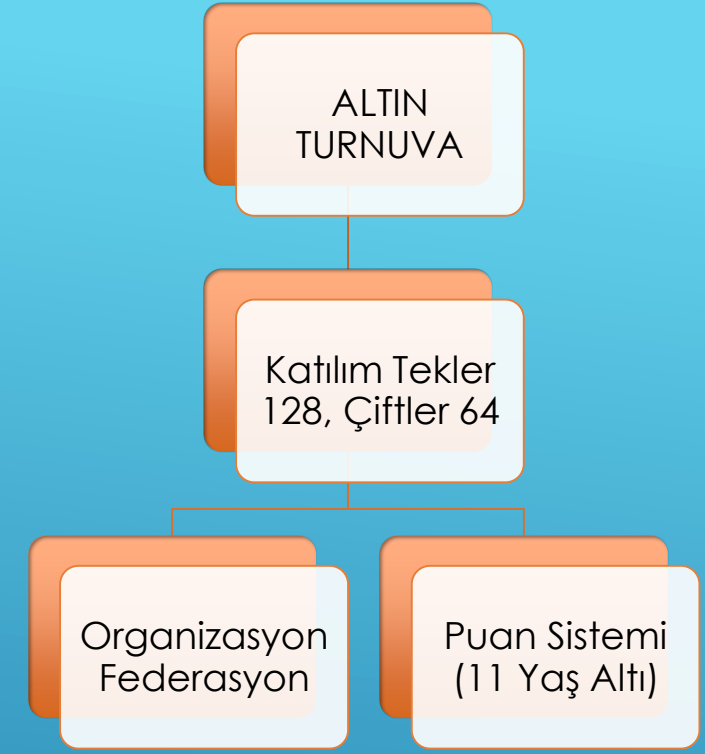 ALTIN
TURNUVA
Katılım Tekler
128, Çiftler 64
Organizasyon
Federasyon
Puan Sistemi
(11 Yaş Altı)